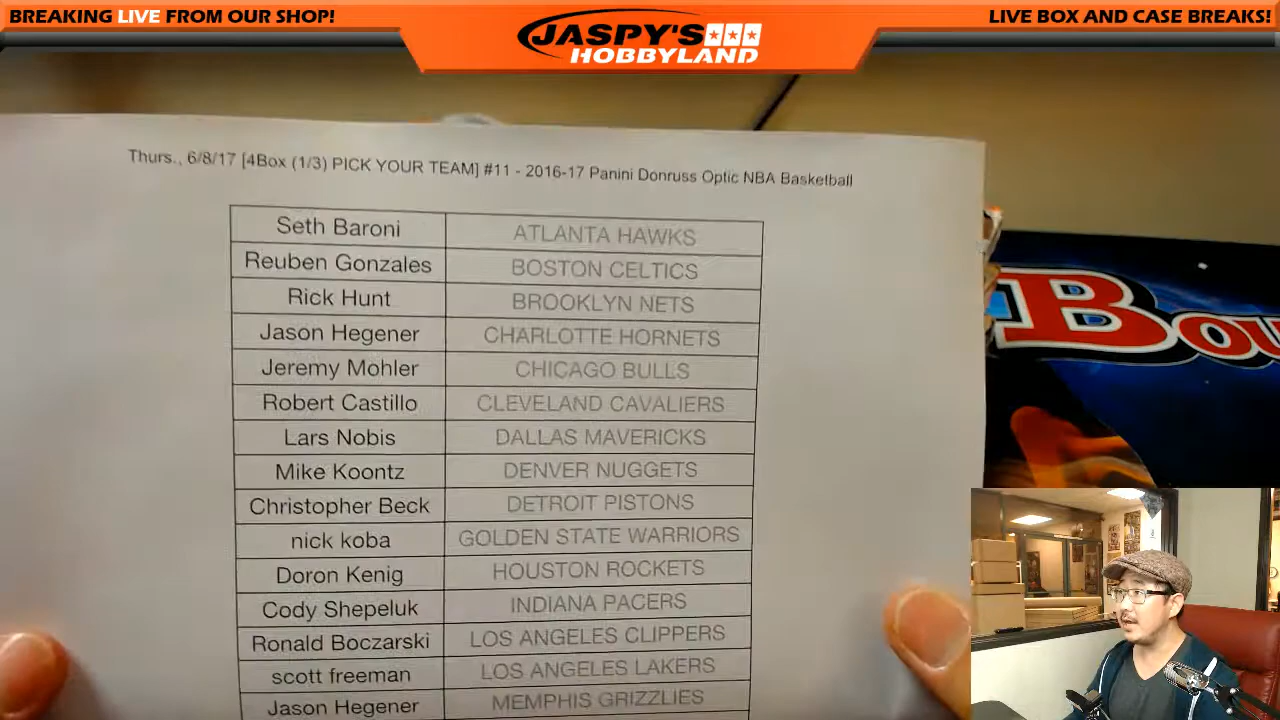 BREAKING LIVE FROM OUR SHOP!
JASPY'S
HOBBYLAND
LIVE BOX AND CASE BREAKS!
Thurs., 6/8/17 [4Box (1/3) PICK YOUR TEAM] #11 - 2016-17 Panini Donruss Optic NBA Basketball
Seth Baroni ATLANTA HAWKS
Reuben Gonzales BOSTON CELTICS
Rick Hunt BROOKLYN NETS
Jason Hegener CHARLOTTE HORNETS
Jeremy Mohler CHICAGO BULLS
Robert Castillo CLEVELAND CAVALIERS
Lars Nobis DALLAS MAVERICKS
Mike Koontz DENVER NUGGETS
Christopher Beck DETROIT PISTONS
nick koba GOLDEN STATE WARRIORS
Doron Kenig HOUSTON ROCKETS
Cody Shepeluk INDIANA PACERS
Ronald Boczarski LOS ANGELES CLIPPERS
scott freeman LOS ANGELES LAKERS
Jason Hegener MEMPHIS GRIZZLIES
Bou